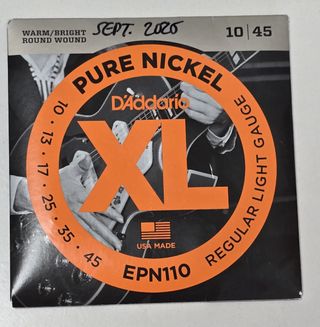 WARM/BRIGHT
ROUND WOUND
SEPT. 2020
10 | 45
PURE NICKEL
D'Addario
XL
10 • 13 • 17 • 25 • 35 • 45
USA MADE
REGULAR LIGHT GAUGE
EPN110